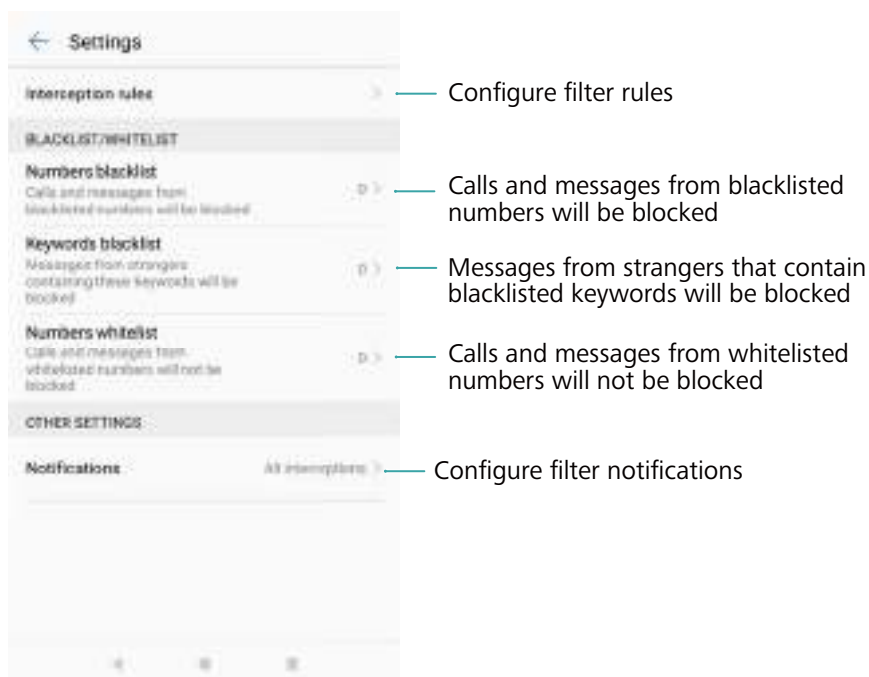 Settings
Interception rules
Configure filter rules
BLACKLIST/WHITELIST
Numbers blacklist
Calls and messages from
blacklisted numbers will be blocked
Calls and messages from blacklisted
numbers will be blocked
Keywords blacklist
Messages from strangers
containing these keywords will be
blocked
Messages from strangers that contain
blacklisted keywords will be blocked
Numbers whitelist
Calls and messages from
whitelisted numbers will not be
blocked
Calls and messages from whitelisted
numbers will not be blocked
OTHER SETTINGS
Notifications
All interceptions
Configure filter notifications